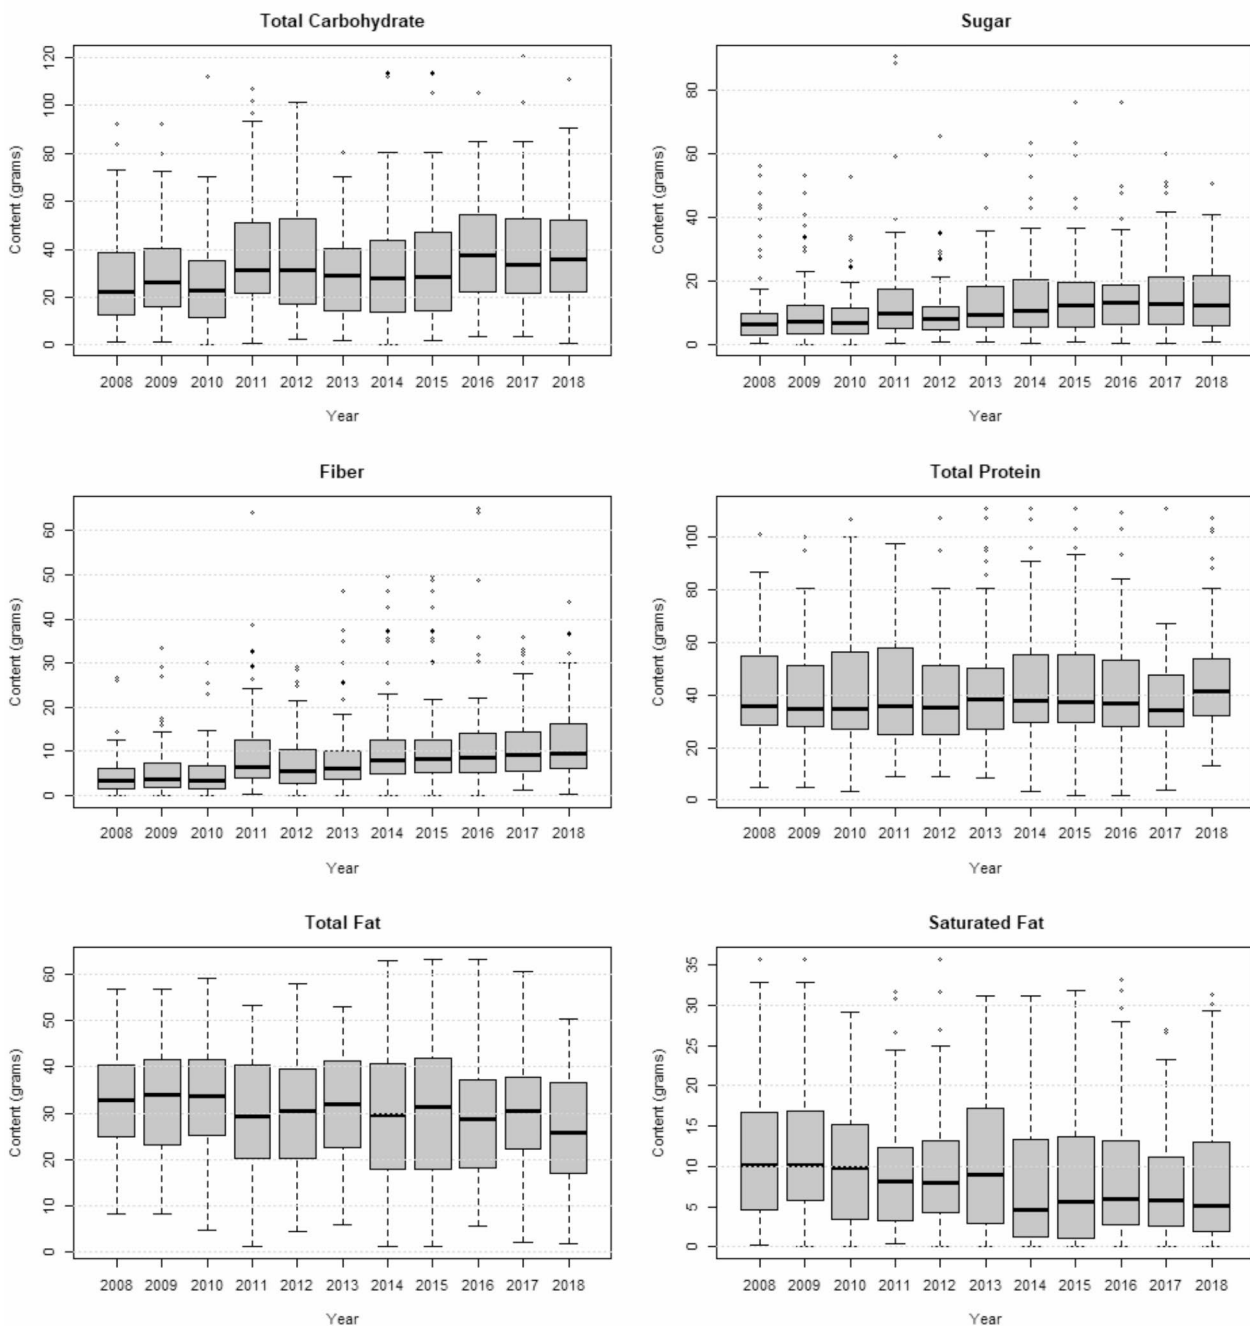 Total Carbohydrate
Content (grams)
0 20 40 60 80 100 120
2008 2009 2010 2011 2012 2013 2014 2015 2016 2017 2018
Year
Sugar
Content (grams)
0 20 40 60 80
2008 2009 2010 2011 2012 2013 2014 2015 2016 2017 2018
Year
Fiber
Content (grams)
0 10 20 30 40 50 60
2008 2009 2010 2011 2012 2013 2014 2015 2016 2017 2018
Year
Total Protein
Content (grams)
0 20 40 60 80 100
2008 2009 2010 2011 2012 2013 2014 2015 2016 2017 2018
Year
Total Fat
Content (grams)
0 10 20 30 40 50 60
2008 2009 2010 2011 2012 2013 2014 2015 2016 2017 2018
Year
Saturated Fat
Content (grams)
0 5 10 15 20 25 30 35
2008 2009 2010 2011 2012 2013 2014 2015 2016 2017 2018
Year